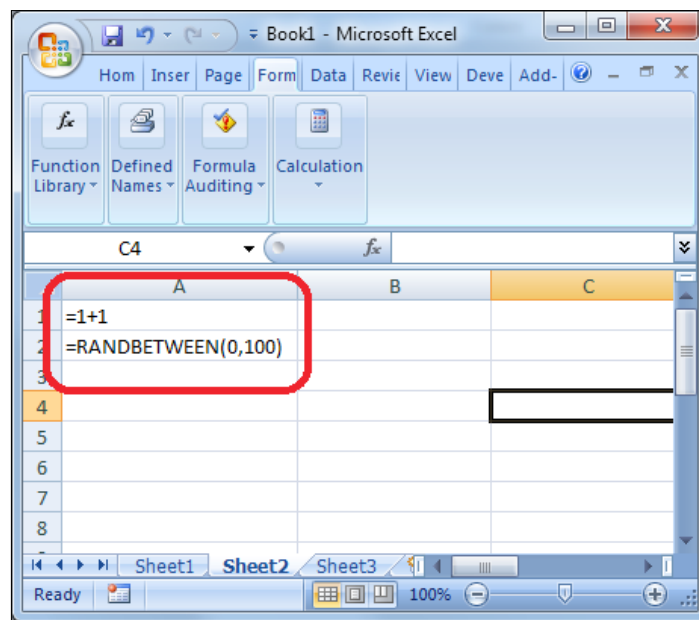 Book1 - Microsoft Excel
Hom Inser Page Form Data Revie View Deve Add-
fx
Function Library
Defined Names
Formula Auditing
Calculation
C4 fx
A B C
1 =1+1
2 =RANDBETWEEN(0,100)
3
4
5
6
7
8
Sheet1 Sheet2 Sheet3
Ready 100%